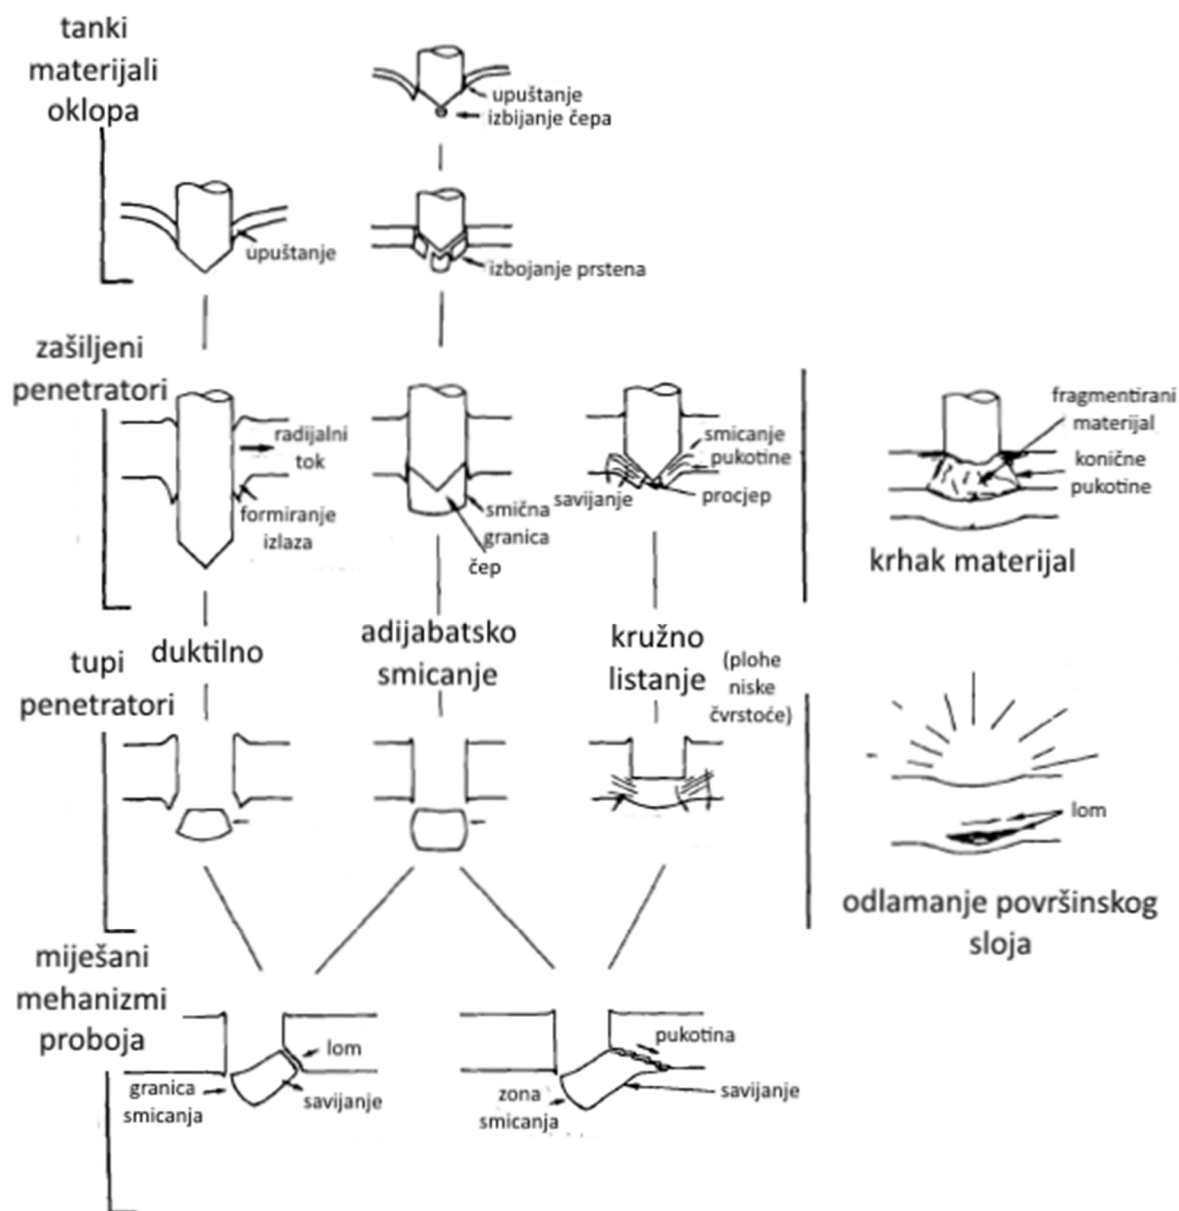 tanki
materijali
oklopa
upuštanje
izbijanje čepa
upuštanje
izbojanje prstena
zašiljeni
penetratori
radijalni
tok
formiranje
izlaza
smična
granica
čep
smicanje
pukotine
savijanje
procjep
fragmentirani
materijal
konične
pukotine
krhak materijal
tupi
penetratori
duktilno
adijabatsko
smicanje
kružno
listanje
(plohe
niske
čvrstoće)
lom
odlamanje površinskog
sloja
miješani
mehanizmi
proboja
lom
granica
smicanja
savijanje
pukotina
zona
smicanja
savijanje